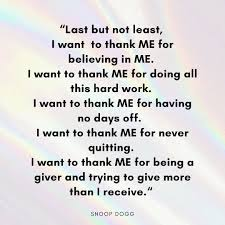 “Last but not least,
I want to thank ME for
believing in ME.
I want to thank ME for doing all
this hard work.
I want to thank ME for having
no days off.
I want to thank ME for never
quitting.
I want to thank ME for being a
giver and trying to give more
than I receive.“
SNOOP DOGG